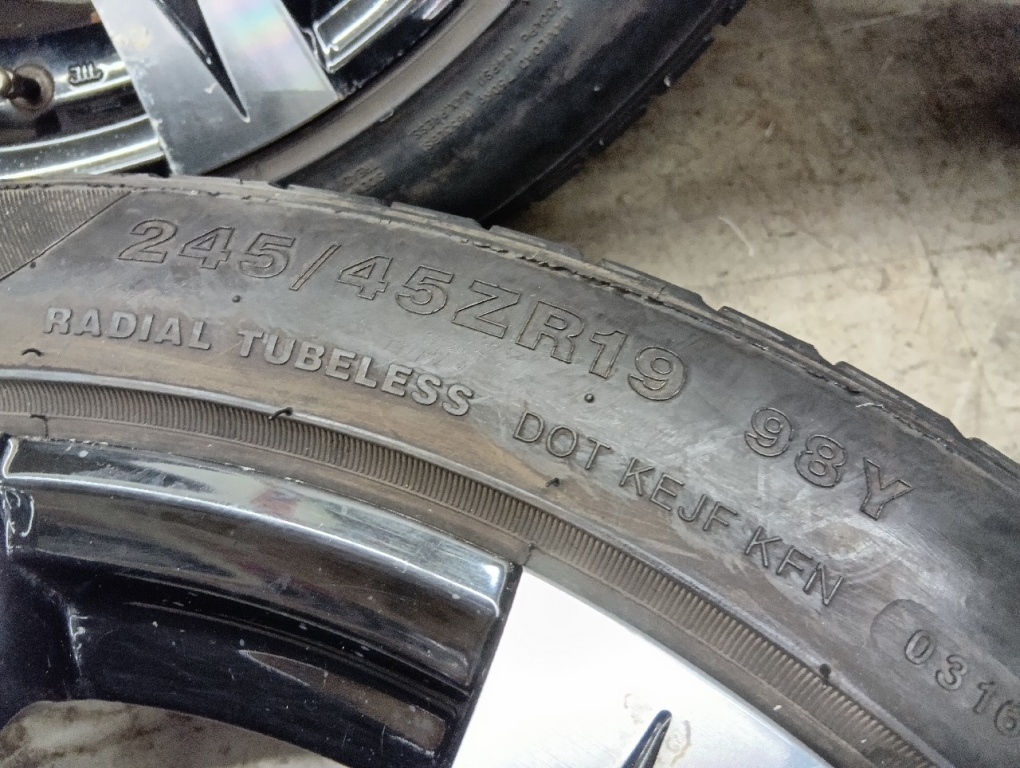 245/45ZR19 98Y
RADIAL TUBELESS DOT KEJF KFN 0316